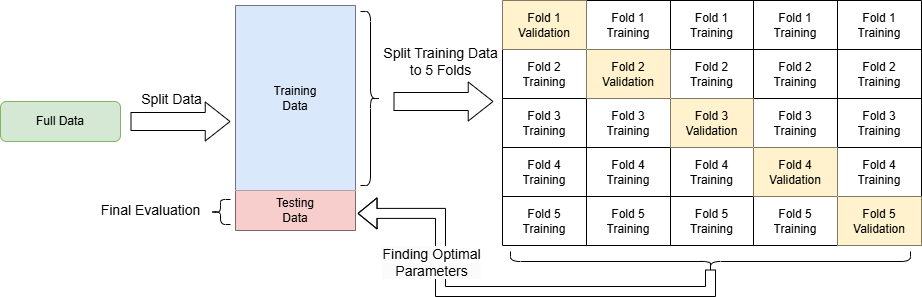 Full Data
Split Data
Training
Data
Testing
Data
Final Evaluation
Split Training Data
to 5 Folds
Finding Optimal
Parameters
Fold 1
Validation
Fold 1
Training
Fold 1
Training
Fold 1
Training
Fold 1
Training
Fold 2
Training
Fold 2
Validation
Fold 2
Training
Fold 2
Training
Fold 2
Training
Fold 3
Training
Fold 3
Training
Fold 3
Validation
Fold 3
Training
Fold 3
Training
Fold 4
Training
Fold 4
Training
Fold 4
Training
Fold 4
Validation
Fold 4
Training
Fold 5
Training
Fold 5
Training
Fold 5
Training
Fold 5
Training
Fold 5
Validation